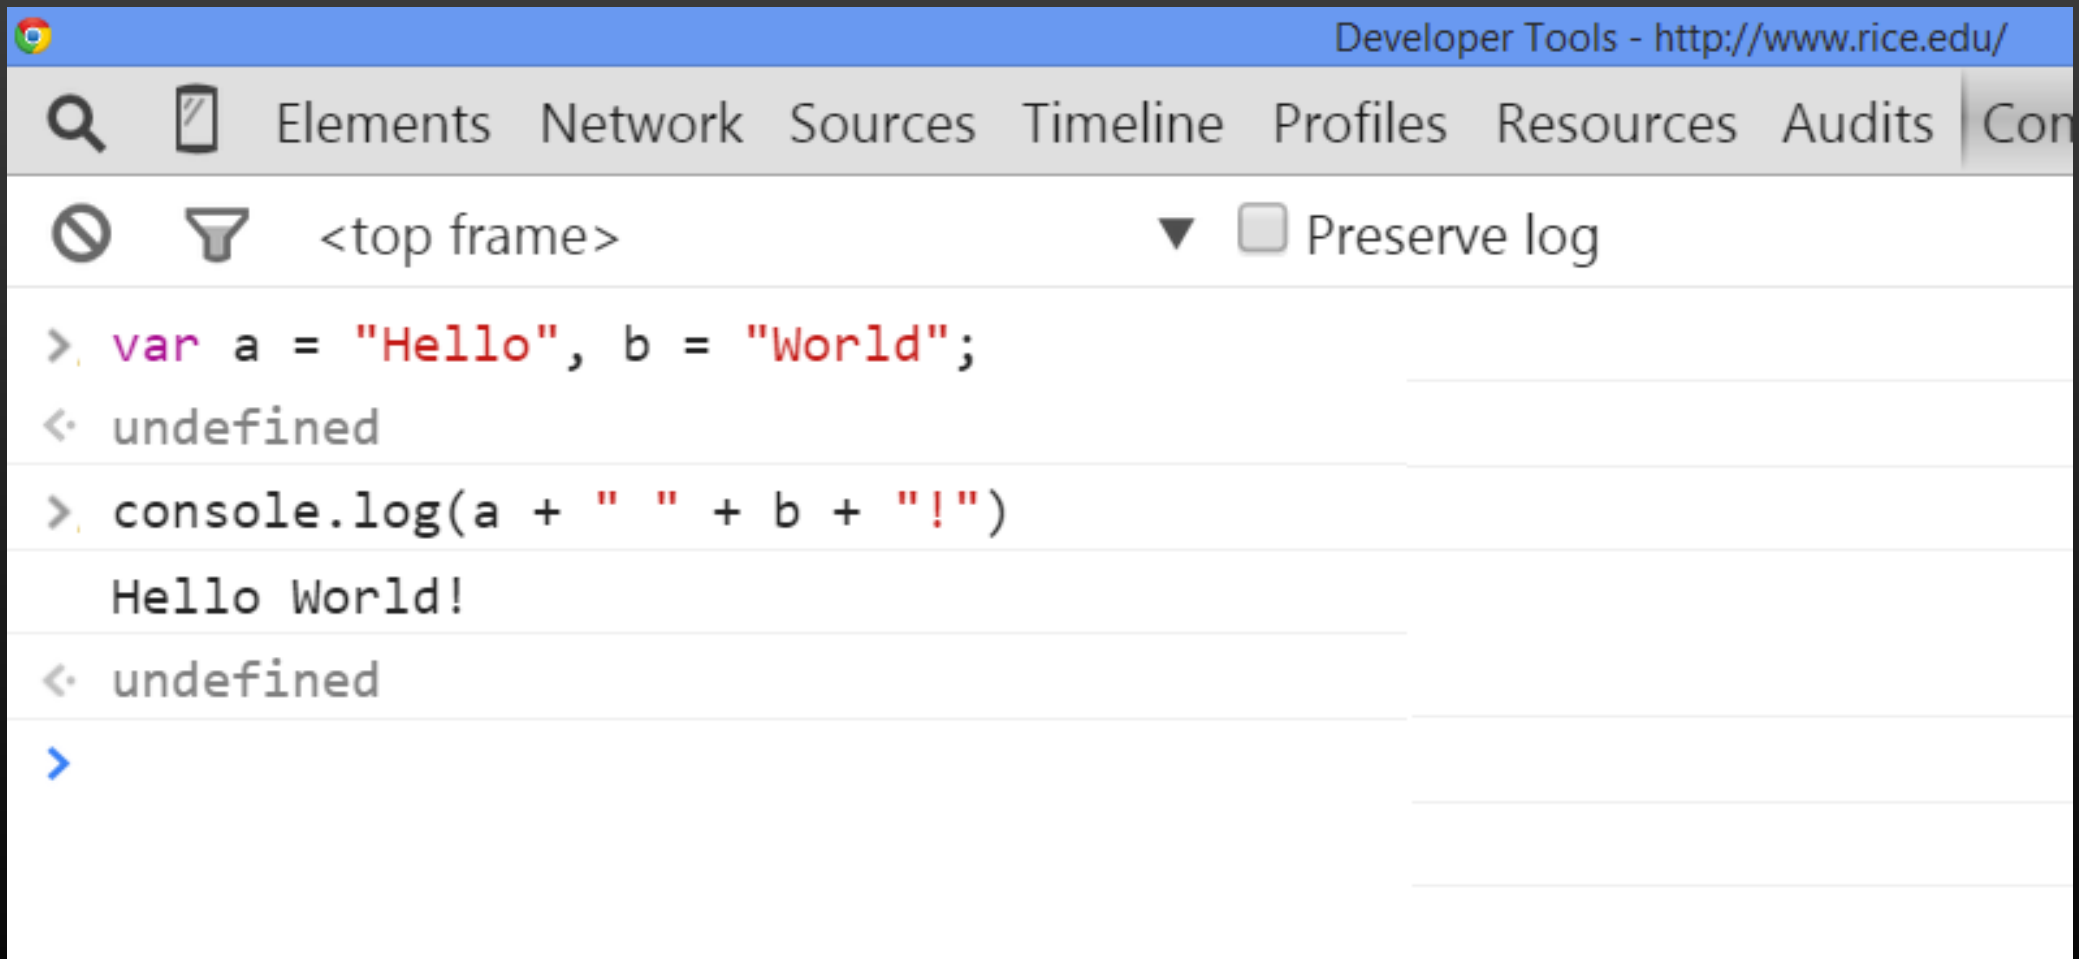 Developer Tools - http://www.rice.edu/
Elements Network Sources Timeline Profiles Resources Audits Con
<top frame> ▼ Preserve log
> var a = "Hello", b = "World";
undefined
> console.log(a + " " + b + "!")
Hello World!
undefined
>